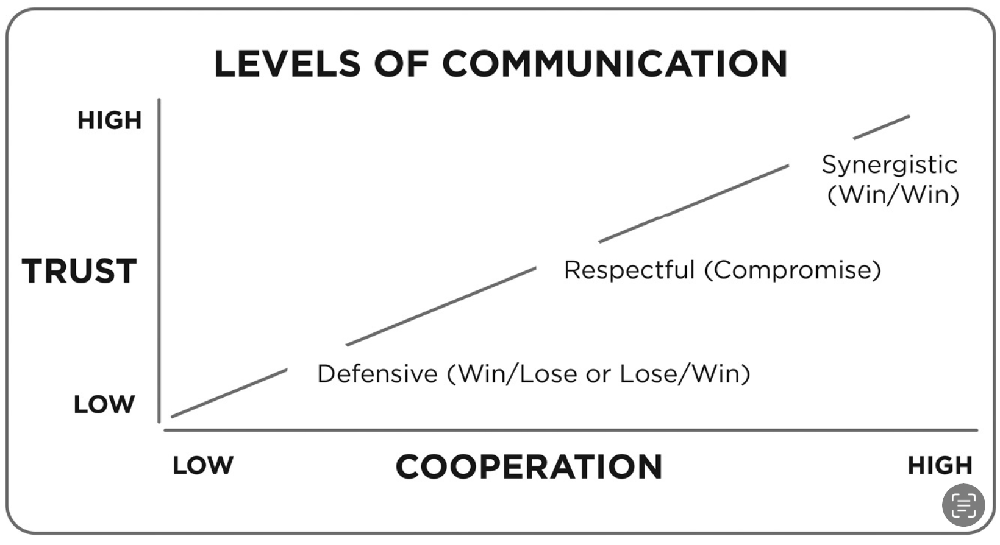 LEVELS OF COMMUNICATION
HIGH
Synergistic
(Win/Win)
TRUST
Respectful (Compromise)
Defensive (Win/Lose or Lose/Win)
LOW
LOW
COOPERATION
HIGH